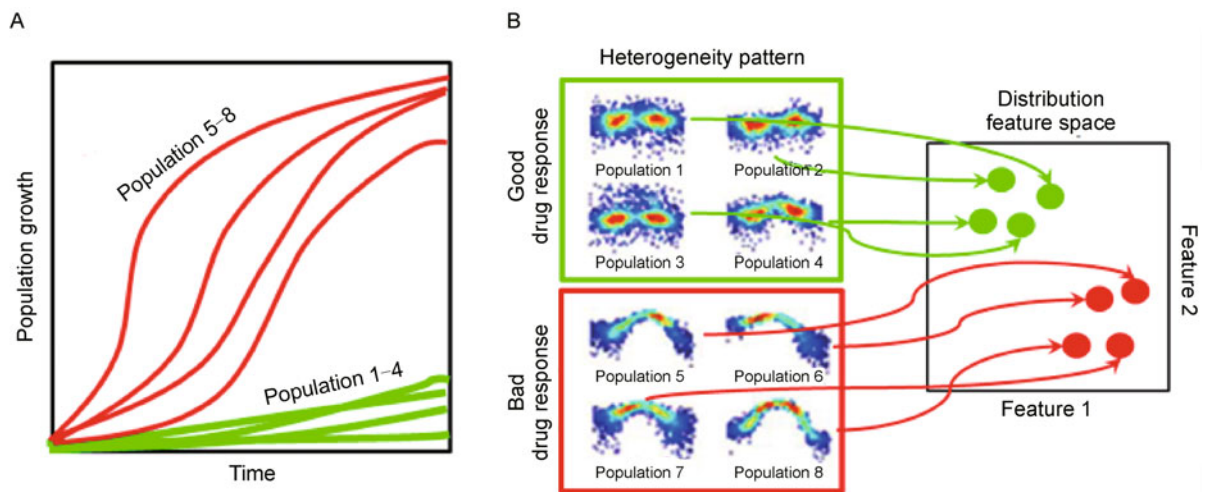 A
Population growth
Population 5–8
Population 1–4
Time
B
Heterogeneity pattern
Good
drug response
Population 1
Population 2
Population 3
Population 4
Bad
drug response
Population 5
Population 6
Population 7
Population 8
Distribution
feature space
Feature 2
Feature 1